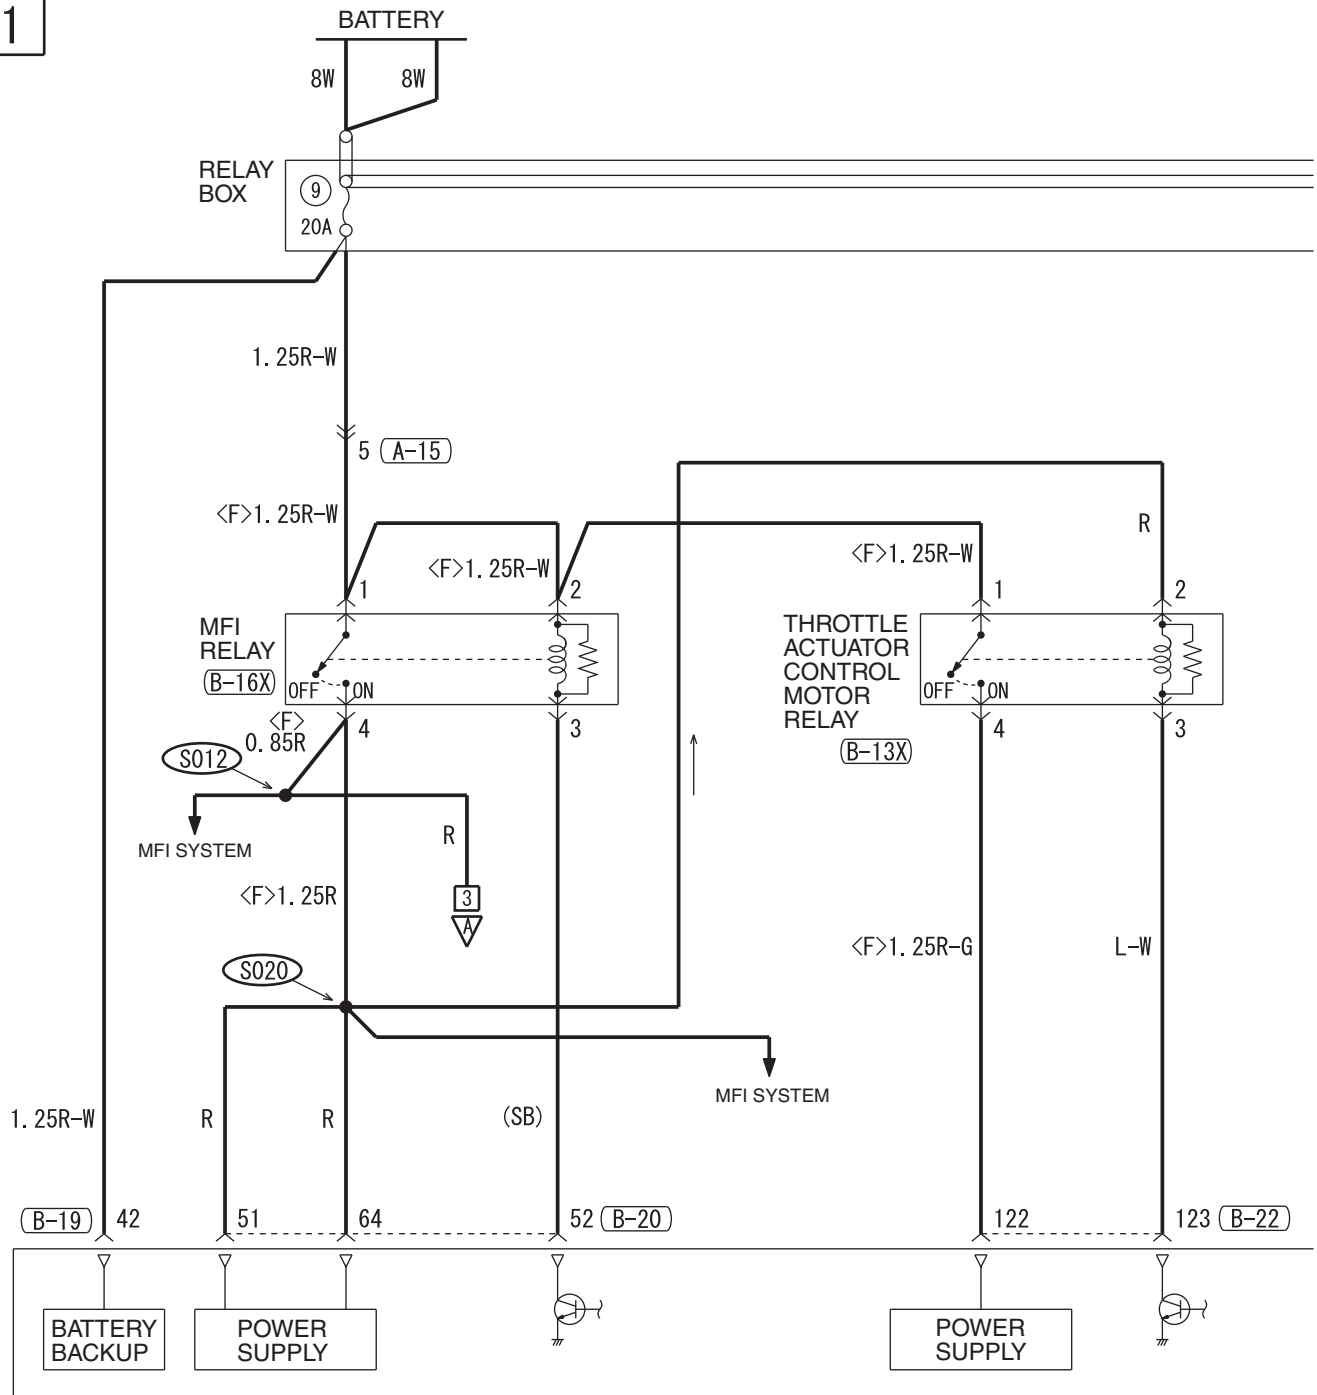 1
BATTERY
8W 8W
RELAY
BOX
9
20A
1.25R-W
5 A-15
<F>1.25R-W
R
<F>1.25R-W
<F>1.25R-W
1 2 1 2
MFI
RELAY
B-16X
OFF ON
THROTTLE
ACTUATOR
CONTROL
MOTOR
RELAY
B-13X
OFF ON
<F>
0.85R
4 3 4 3
S012
MFI SYSTEM
R
<F>1.25R
3
A
<F>1.25R-G
L-W
S020
MFI SYSTEM
1.25R-W R R (SB)
B-19 42 51 64 52 B-20 122 123 B-22
BATTERY
BACKUP
POWER
SUPPLY
POWER
SUPPLY